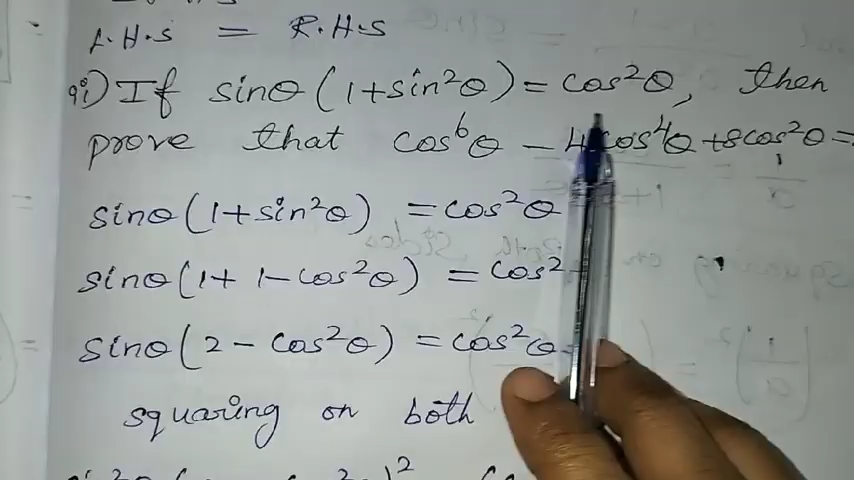 L.H.S = R.H.S
ii) If sinθ(1+sin²θ) = cos²θ, then
prove that cos⁶θ - 4cos⁴θ + 8cos²θ =
sinθ(1+sin²θ) = cos²θ
sinθ(1+1-cos²θ) = cos²
sinθ(2-cos²θ) = cos²θ
squaring on both